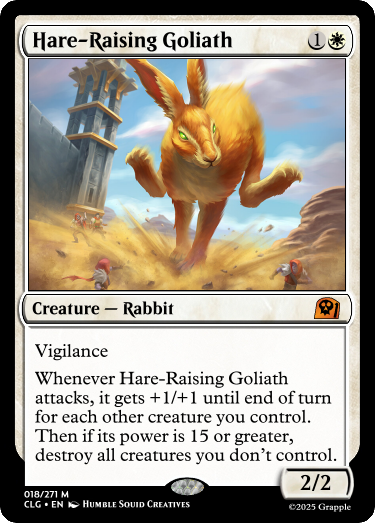 Hare-Raising Goliath 1
Creature — Rabbit
Vigilance
Whenever Hare-Raising Goliath
attacks, it gets +1/+1 until end of turn
for each other creature you control.
Then if its power is 15 or greater,
destroy all creatures you don't control.
2/2
018/271 M
CLG • EN Humble Squid Creatives
©2025 Grapple